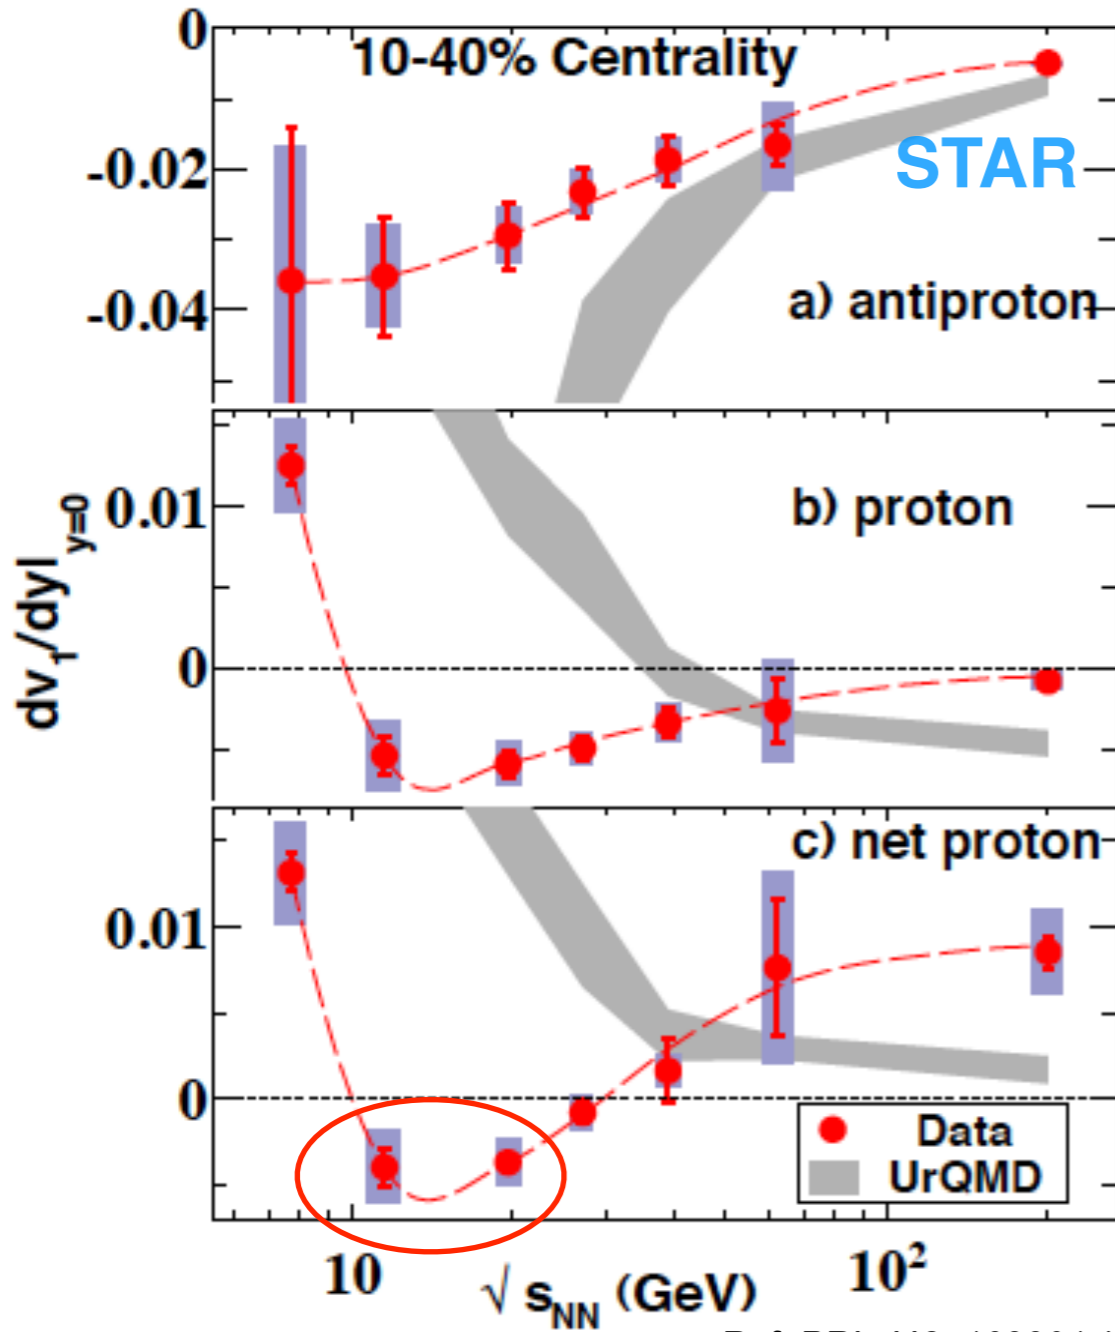 0
10-40% Centrality
-0.02
STAR
-0.04
a) antiproton
dv₁/dy|y=0
0.01
b) proton
0
c) net proton
0.01
0
Data
UrQMD
10
10²
√ sNN (GeV)